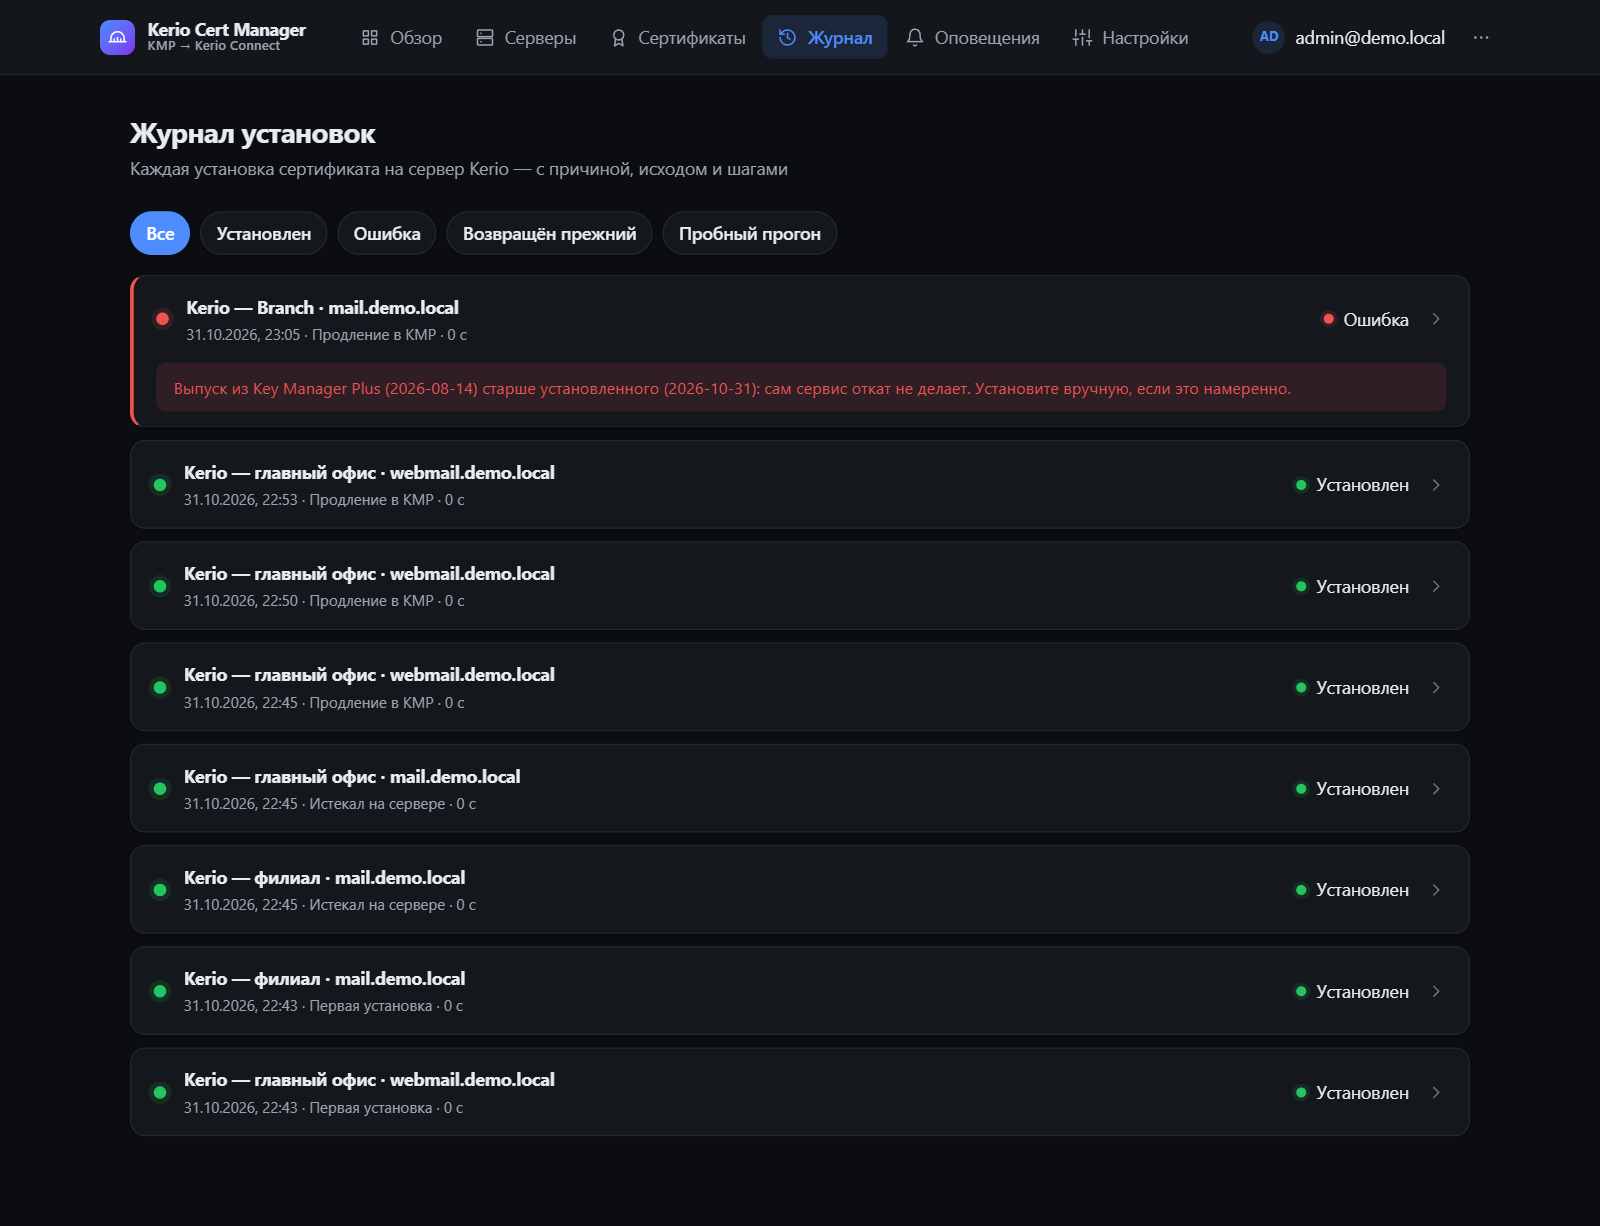 Kerio Cert Manager
KMP → Kerio Connect
Обзор
Серверы
Сертификаты
Журнал
Оповещения
Настройки
AD
admin@demo.local
Журнал установок
Каждая установка сертификата на сервер Kerio — с причиной, исходом и шагами
Все
Установлен
Ошибка
Возвращён прежний
Пробный прогон
Kerio — Branch · mail.demo.local
31.10.2026, 23:05 · Продление в KMP · 0 с
Ошибка
Выпуск из Key Manager Plus (2026-08-14) старше установленного (2026-10-31): сам сервис откат не делает. Установите вручную, если это намеренно.
Kerio — главный офис · webmail.demo.local
31.10.2026, 22:53 · Продление в KMP · 0 с
Установлен
Kerio — главный офис · webmail.demo.local
31.10.2026, 22:50 · Продление в KMP · 0 с
Установлен
Kerio — главный офис · webmail.demo.local
31.10.2026, 22:45 · Продление в KMP · 0 с
Установлен
Kerio — главный офис · mail.demo.local
31.10.2026, 22:45 · Истекал на сервере · 0 с
Установлен
Kerio — филиал · mail.demo.local
31.10.2026, 22:45 · Истекал на сервере · 0 с
Установлен
Kerio — филиал · mail.demo.local
31.10.2026, 22:43 · Первая установка · 0 с
Установлен
Kerio — главный офис · webmail.demo.local
31.10.2026, 22:43 · Первая установка · 0 с
Установлен